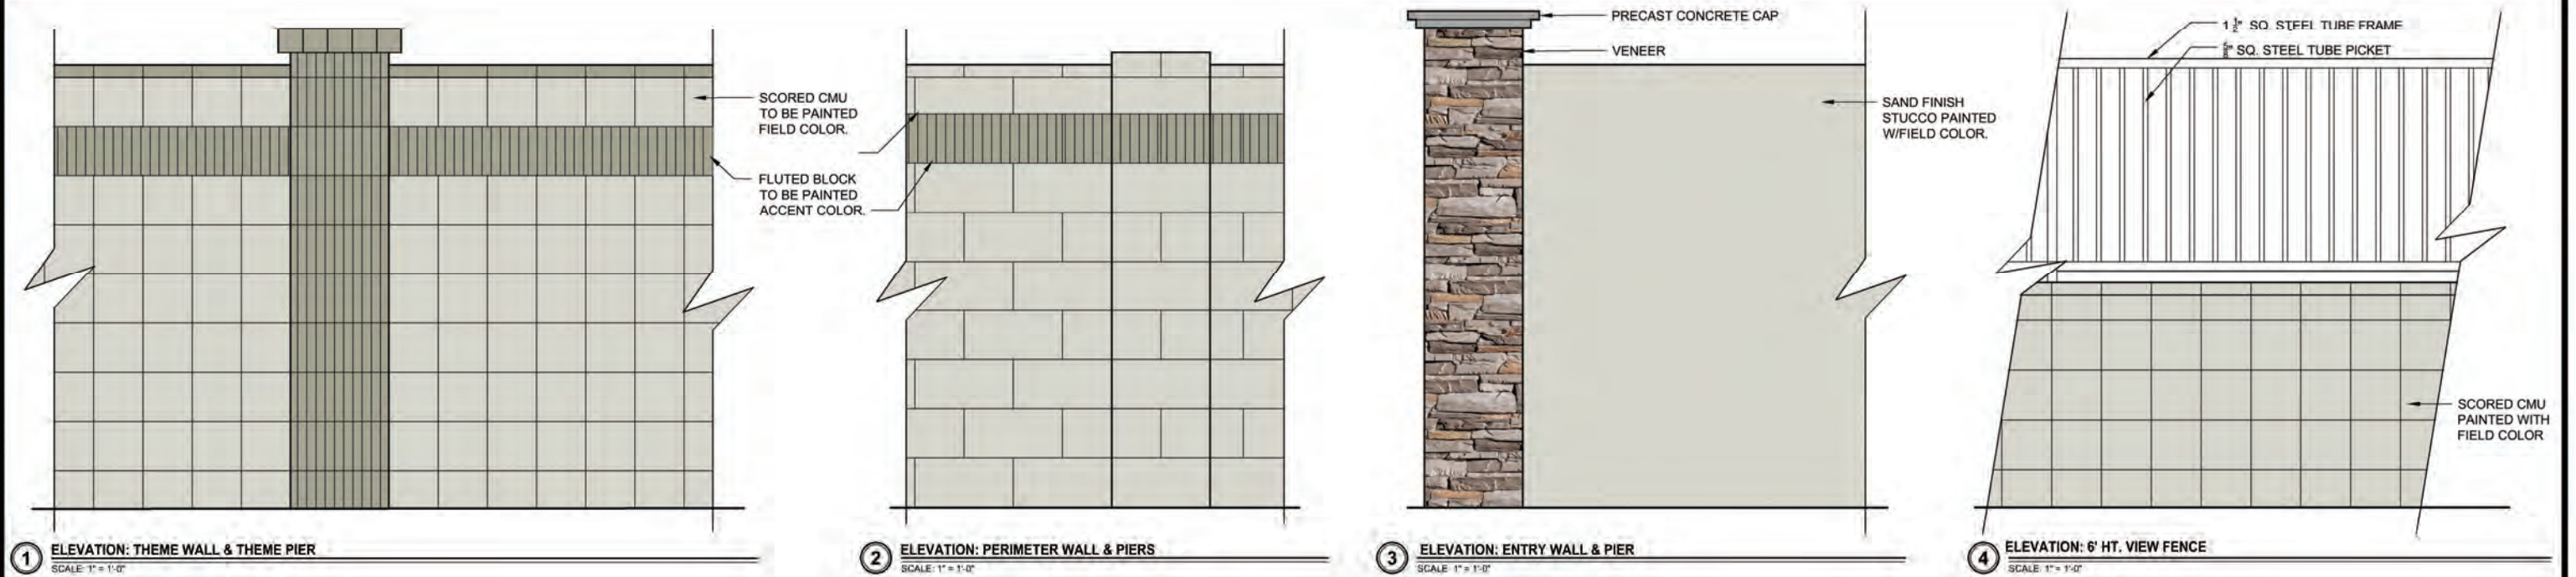 SCORED CMU
TO BE PAINTED
FIELD COLOR.
FLUTED BLOCK
TO BE PAINTED
ACCENT COLOR.
1 ELEVATION: THEME WALL & THEME PIER
SCALE: 1" = 1'-0"
2 ELEVATION: PERIMETER WALL & PIERS
SCALE: 1" = 1'-0"
PRECAST CONCRETE CAP
VENEER
SAND FINISH
STUCCO PAINTED
W/FIELD COLOR.
3 ELEVATION: ENTRY WALL & PIER
SCALE: 1" = 1'-0"
1 1/2" SQ. STEEL TUBE FRAME
5/8" SQ. STEEL TUBE PICKET
SCORED CMU
PAINTED WITH
FIELD COLOR
4 ELEVATION: 6' HT. VIEW FENCE
SCALE: 1" = 1'-0"